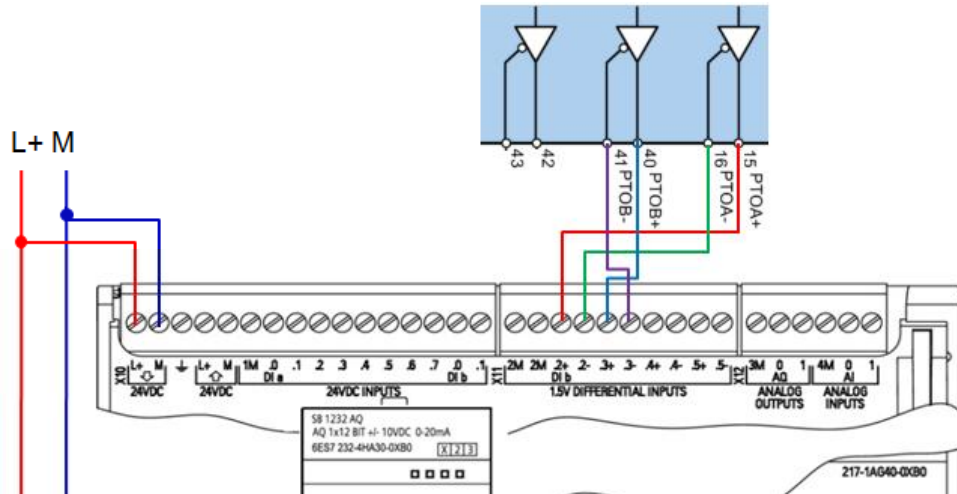 L+ M
43
42
41 PTOB-
40 PTOB+
16 PTOA-
15 PTOA+
X10
L+ M
24VDC
L+ M
24VDC
1M .0 .1 .2 .3 .4 .5 .6 .7 .0 .1
DI a
DI b
24VDC INPUTS
X11
2M 2M .2+ .2- .3+ .3- .4+ .4- .5+ .5-
DI b
1.5V DIFFERENTIAL INPUTS
X12
3M 0 1
AQ
ANALOG
OUTPUTS
4M 0 1
AI
ANALOG
INPUTS
SB 1232 AQ
AQ 1x12 BIT +/- 10VDC 0-20mA
6ES7 232-4HA30-0XB0
X 2 3
217-1AG40-0XB0